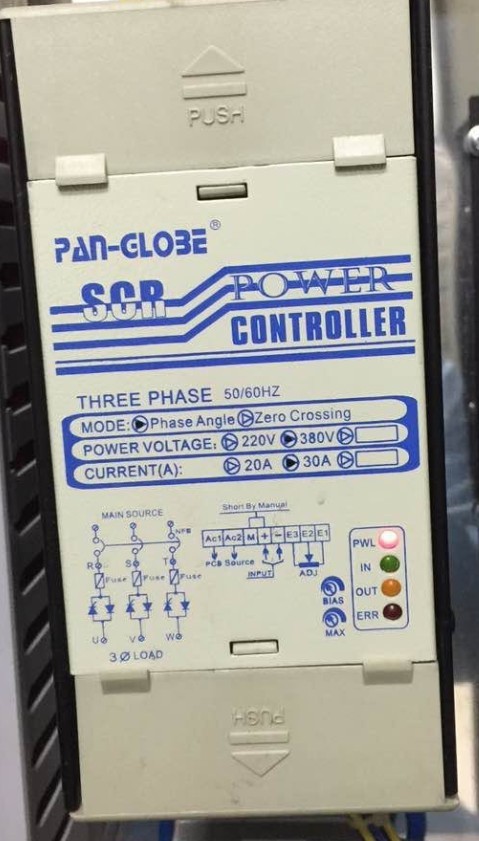 PUSH
PAN-GLOBE®
SCR POWER
CONTROLLER
THREE PHASE 50/60HZ
MODE: Phase Angle Zero Crossing
POWER VOLTAGE: 220V 380V
CURRENT(A): 20A 30A
MAIN SOURCE
NFB
R S T
Fuse Fuse Fuse
U V W
3 Ø LOAD
Short By Manual
Ac1 Ac2 M + - E3 E2 E1
PCB Source
INPUT
ADJ
BIAS
MAX
PWL
IN
OUT
ERR
PUSH